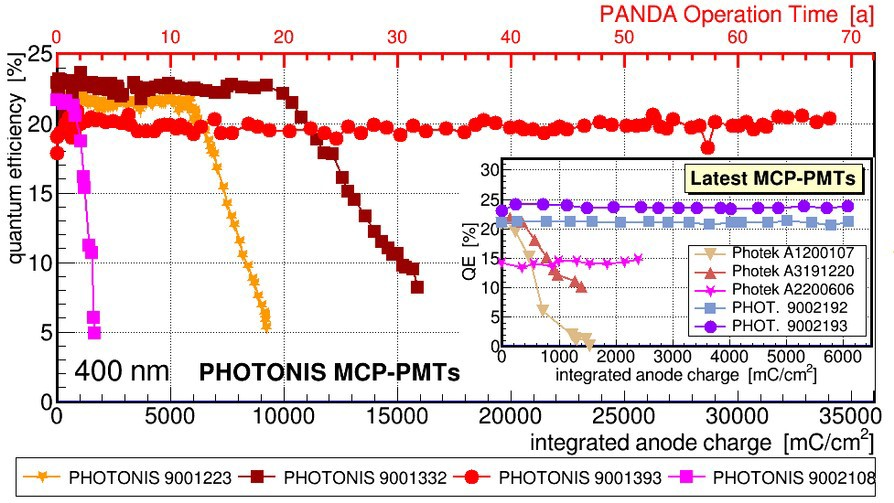 PANDA Operation Time [a]
0 10 20 30 40 50 60 70
quantum efficiency [%]
25
20
15
10
5
0
400 nm PHOTONIS MCP-PMTs
0 5000 10000 15000 20000 25000 30000 35000
integrated anode charge [mC/cm²]
Latest MCP-PMTs
QE [%]
30
25
20
15
10
5
0
Photek A1200107
Photek A3191220
Photek A2200606
PHOT. 9002192
PHOT. 9002193
0 1000 2000 3000 4000 5000 6000
integrated anode charge [mC/cm²]
PHOTONIS 9001223 PHOTONIS 9001332 PHOTONIS 9001393 PHOTONIS 9002108